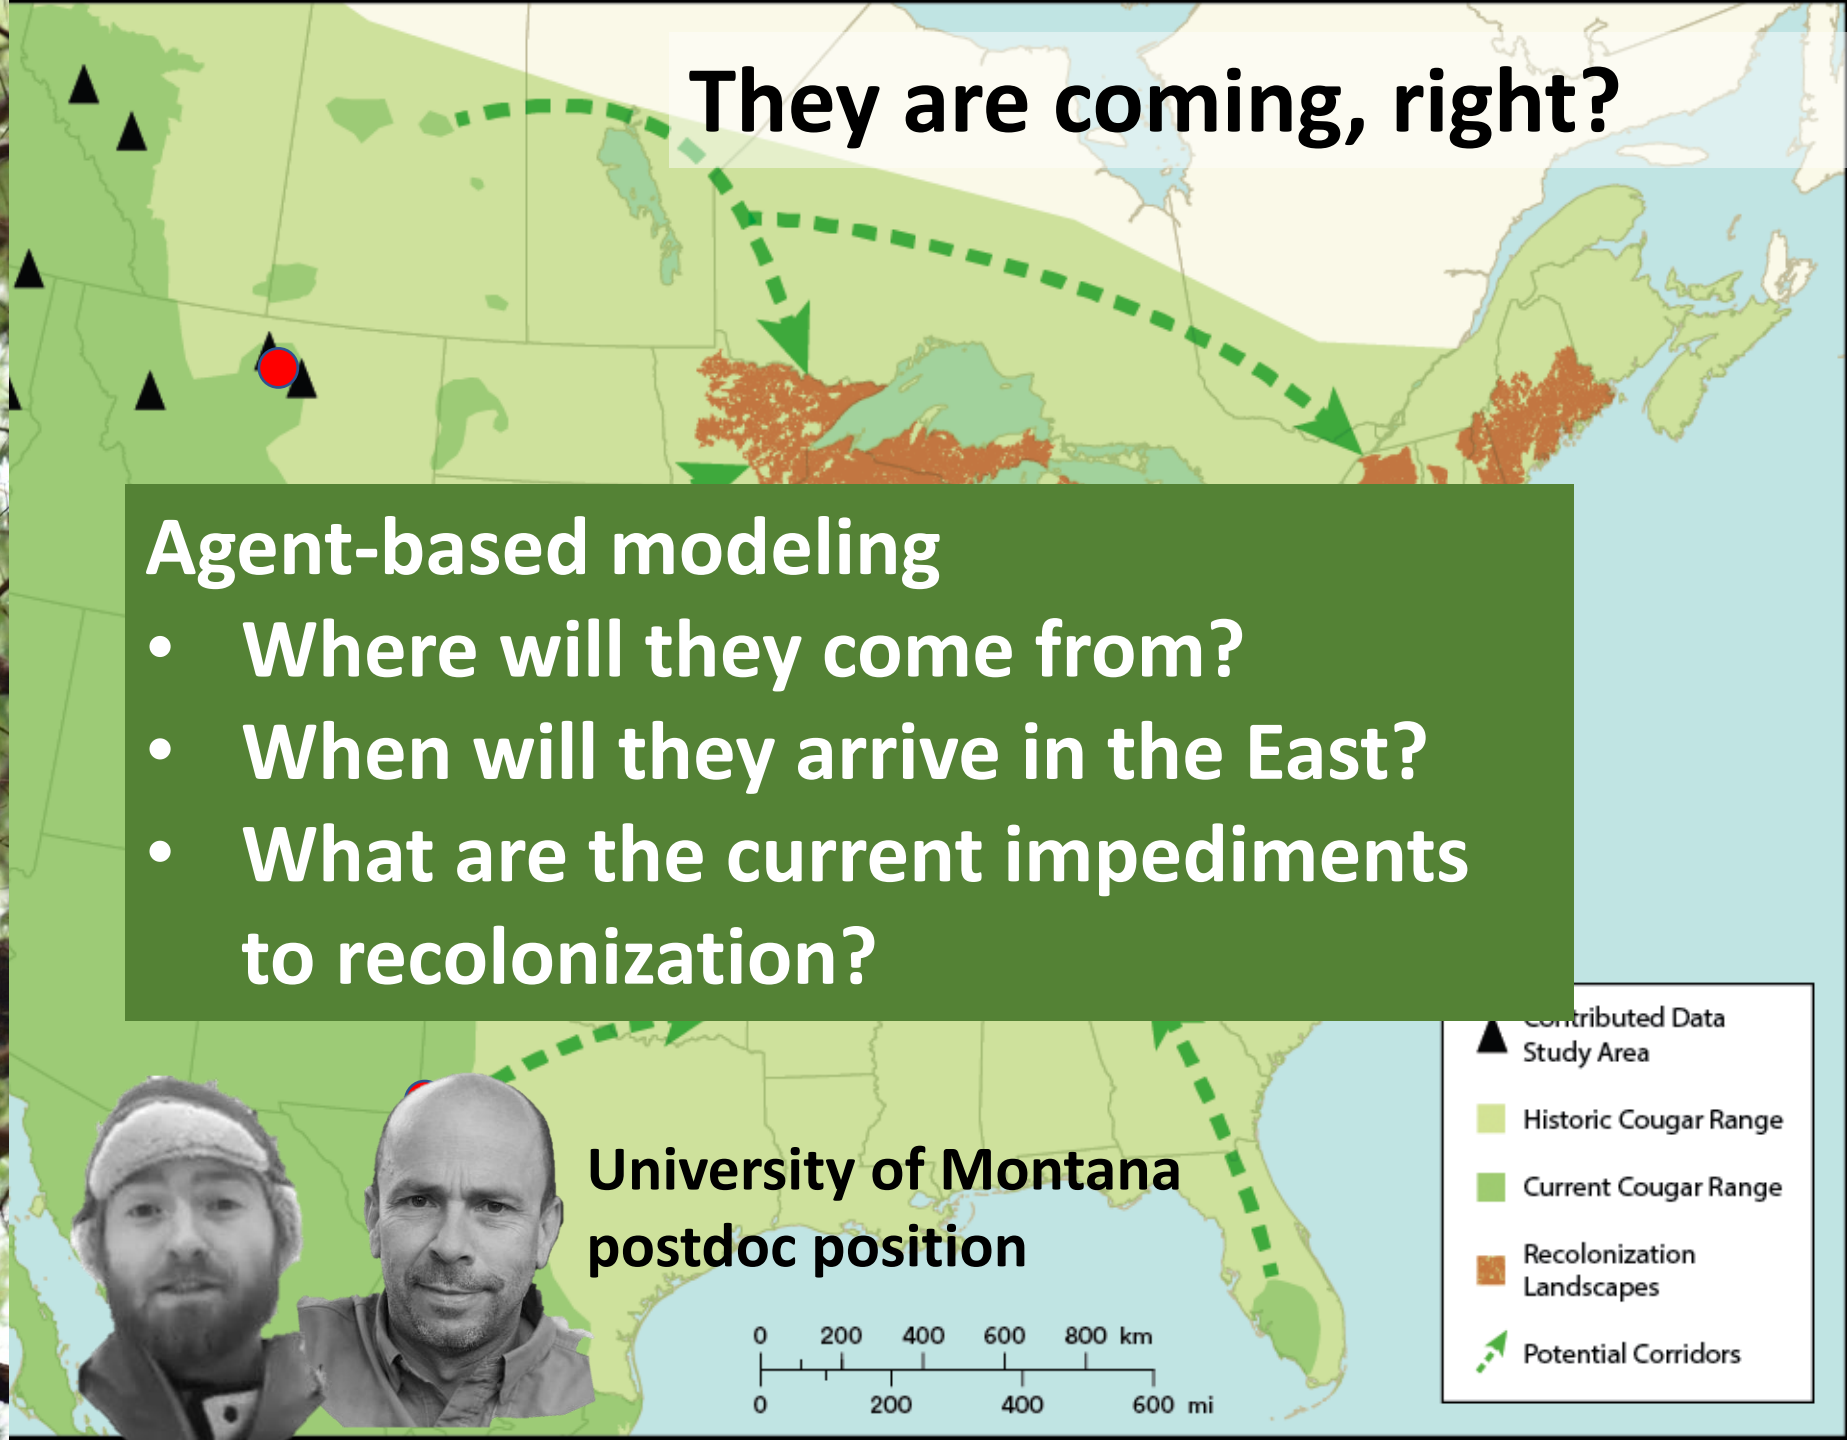 They are coming, right?
Agent-based modeling
• Where will they come from?
• When will they arrive in the East?
• What are the current impediments
to recolonization?
University of Montana
postdoc position
Contributed Data
Study Area
Historic Cougar Range
Current Cougar Range
Recolonization
Landscapes
Potential Corridors
0 200 400 600 800 km
0 200 400 600 mi